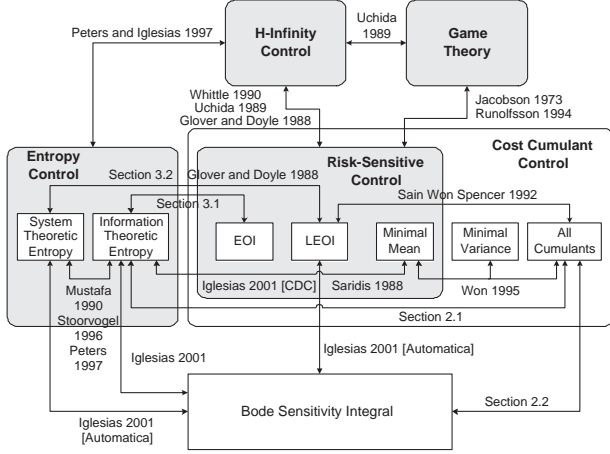 H-Infinity
Control
Game
Theory
Peters and Iglesias 1997
Uchida
1989
Whittle 1990
Uchida 1989
Glover and Doyle 1988
Jacobson 1973
Runolfsson 1994
Entropy
Control
Risk-Sensitive
Control
Cost Cumulant
Control
Section 3.2
Glover and Doyle 1988
Section 3.1
Sain Won Spencer 1992
System
Theoretic
Entropy
Information
Theoretic
Entropy
EOI
LEOI
Minimal
Mean
Minimal
Variance
All
Cumulants
Iglesias 2001 [CDC]
Saridis 1988
Won 1995
Mustafa
1990
Stoorvogel
1996
Peters
1997
Section 2.1
Iglesias 2001
Iglesias 2001 [Automatica]
Bode Sensitivity Integral
Section 2.2
Iglesias 2001
[Automatica]